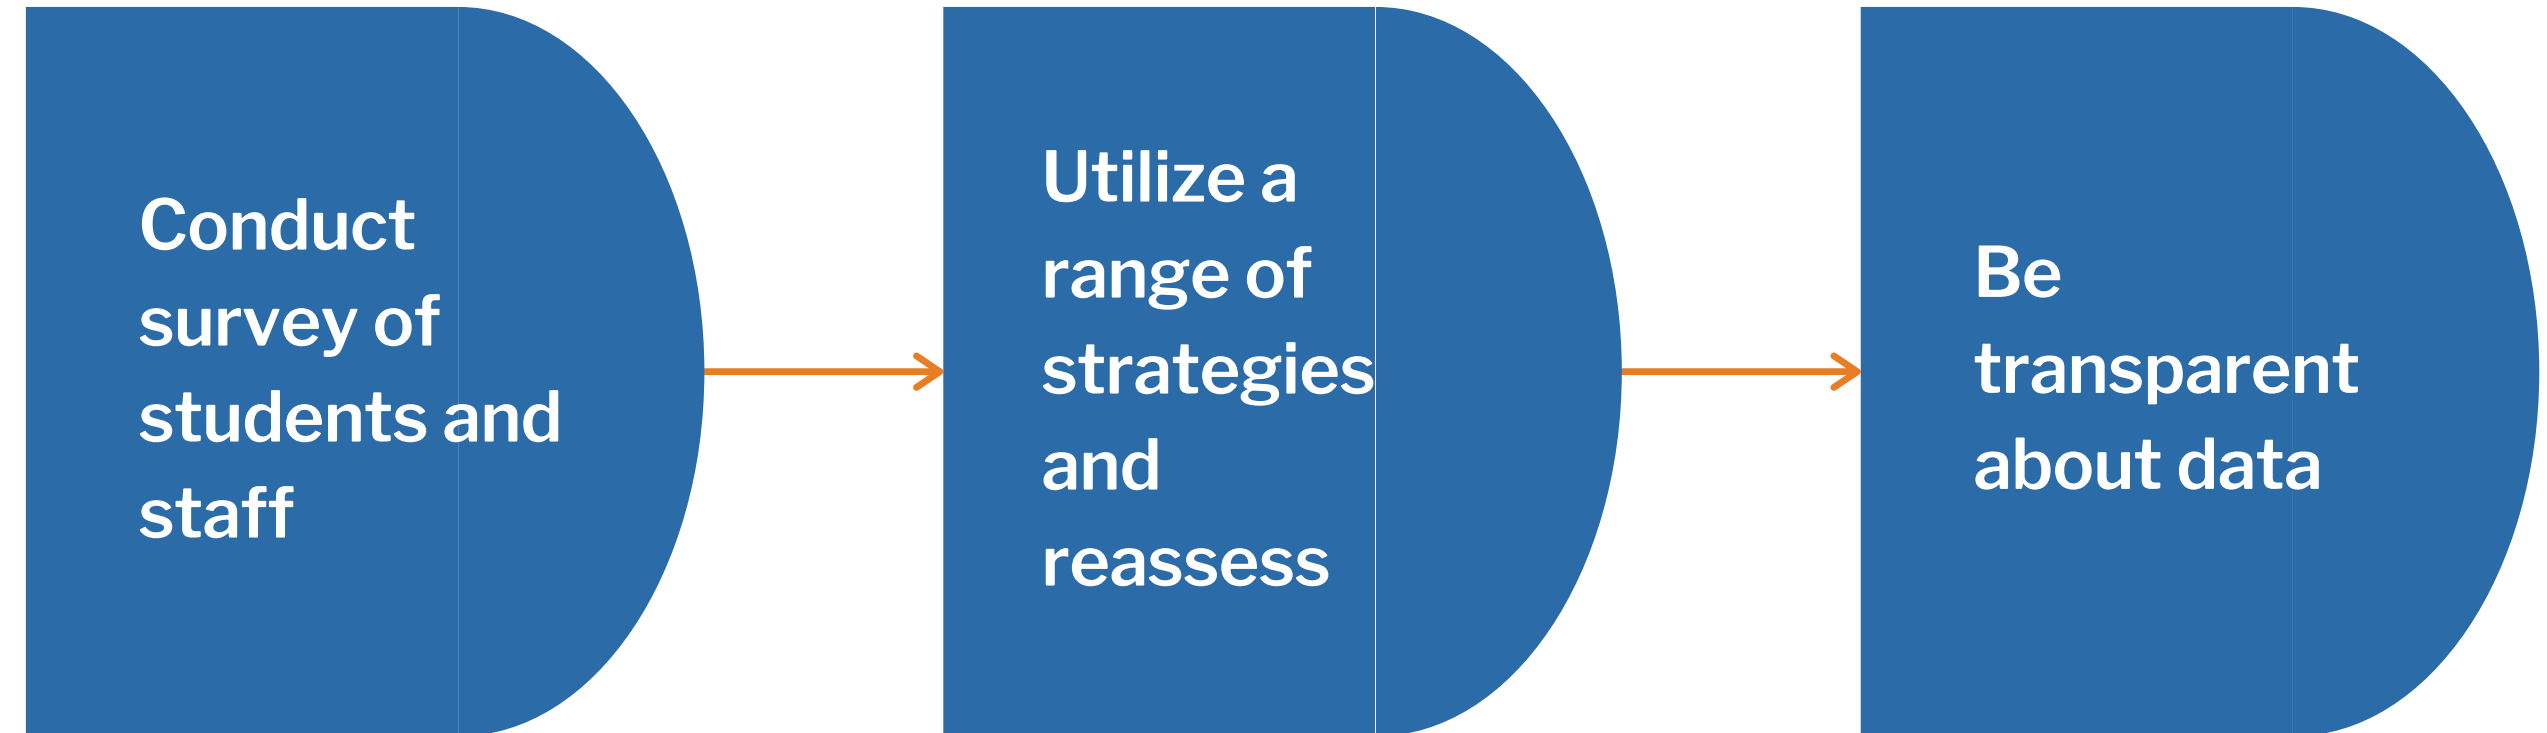 Conduct
survey of
students and
staff
Utilize a
range of
strategies
and
reassess
Be
transparent
about data